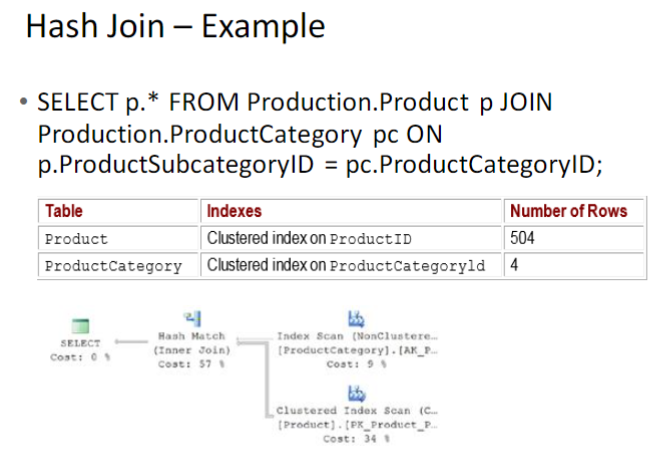 Hash Join – Example
• SELECT p.* FROM Production.Product p JOIN
Production.ProductCategory pc ON
p.ProductSubcategoryID = pc.ProductCategoryID;
Table Indexes Number of Rows
Product Clustered index on ProductID 504
ProductCategory Clustered index on ProductCategoryId 4
SELECT
Cost: 0 %
Hash Match
(Inner Join)
Cost: 57 %
Index Scan (NonClustere…
[ProductCategory].[AK_P…
Cost: 9 %
Clustered Index Scan (C…
[Product].[PK_Product_P…
Cost: 34 %